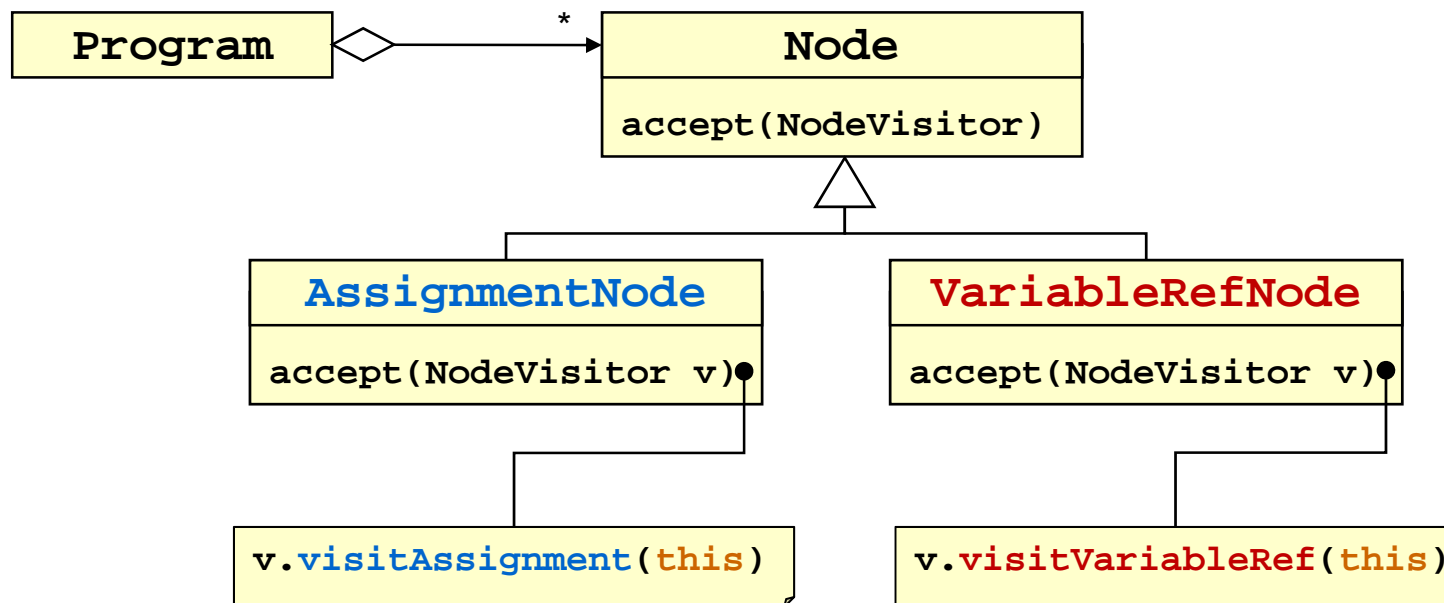 Program
*
Node
accept(NodeVisitor)
AssignmentNode
VariableRefNode
accept(NodeVisitor v)
accept(NodeVisitor v)
v.visitAssignment(this)
v.visitVariableRef(this)